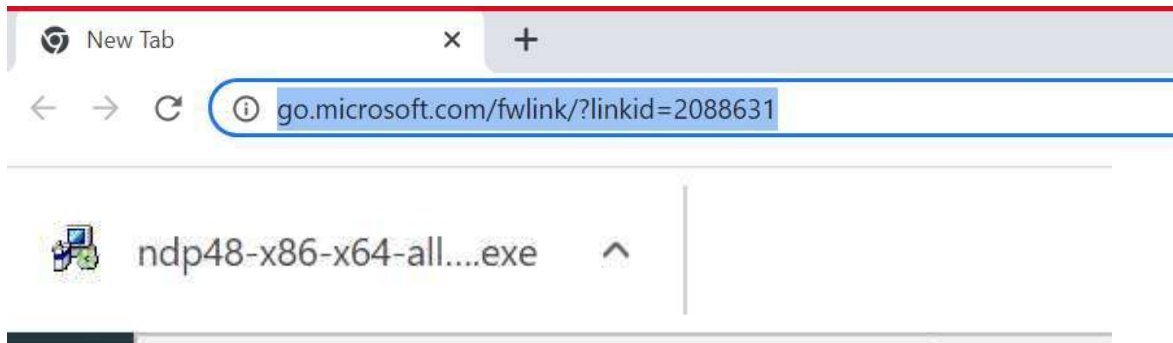 New Tab
go.microsoft.com/fwlink/?linkid=2088631
ndp48-x86-x64-all....exe